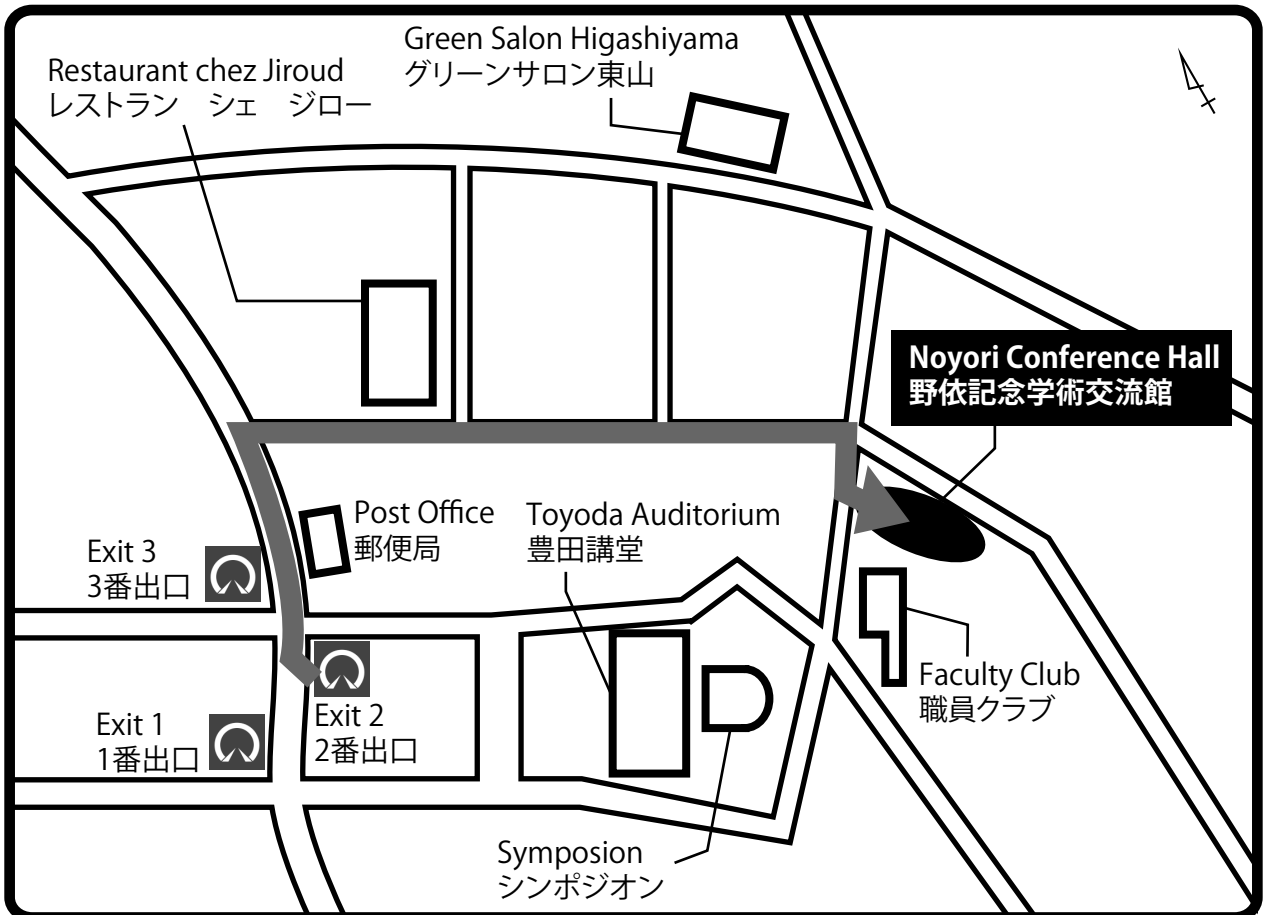 Green Salon Higashiyama
グリーンサロン東山
Restaurant chez Jiroud
レストラン　シェ　ジロー
Noyori Conference Hall
野依記念学術交流館
Post Office
郵便局
Toyoda Auditorium
豊田講堂
Exit 3
3番出口
Faculty Club
職員クラブ
Exit 1
1番出口
Exit 2
2番出口
Symposion
シンポジオン